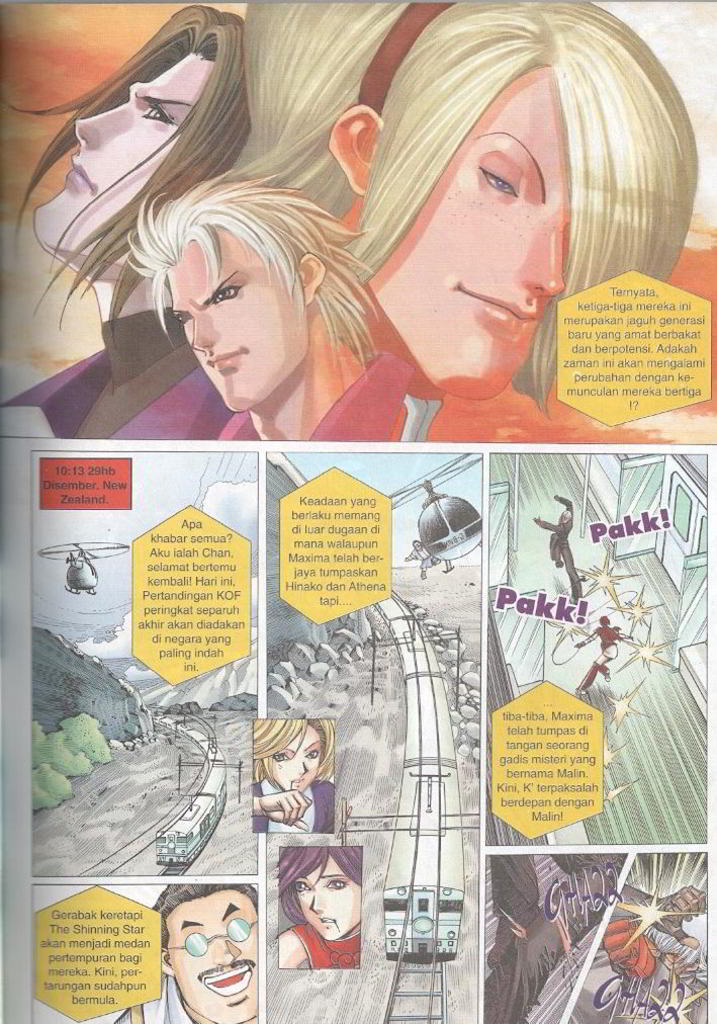 Ternyata,
ketiga-tiga mereka ini
merupakan jaguh generasi
baru yang amat berbakat
dan berpotensi. Adakah
zaman ini akan mengalami
perubahan dengan ke-
munculan mereka bertiga
!?
10:13 29hb
Disember, New
Zealand.
Apa
khabar semua?
Aku ialah Chan,
selamat bertemu
kembali! Hari ini,
Pertandingan KOF
peringkat separuh
akhir akan diadakan
di negara yang
paling indah
ini.
Keadaan yang
berlaku memang
di luar dugaan di
mana walaupun
Maxima telah ber-
jaya tumpaskan
Hinako dan Athena
tapi....
Pakk!
Pakk!
...
tiba-tiba, Maxima
telah tumpas di
tangan seorang
gadis misteri yang
bernama Malin.
Kini, K' terpaksalah
berdepan dengan
Malin!
Gerabak keretapi
The Shinning Star
akan menjadi medan
pertempuran bagi
mereka. Kini, per-
tarungan sudahpun
bermula.